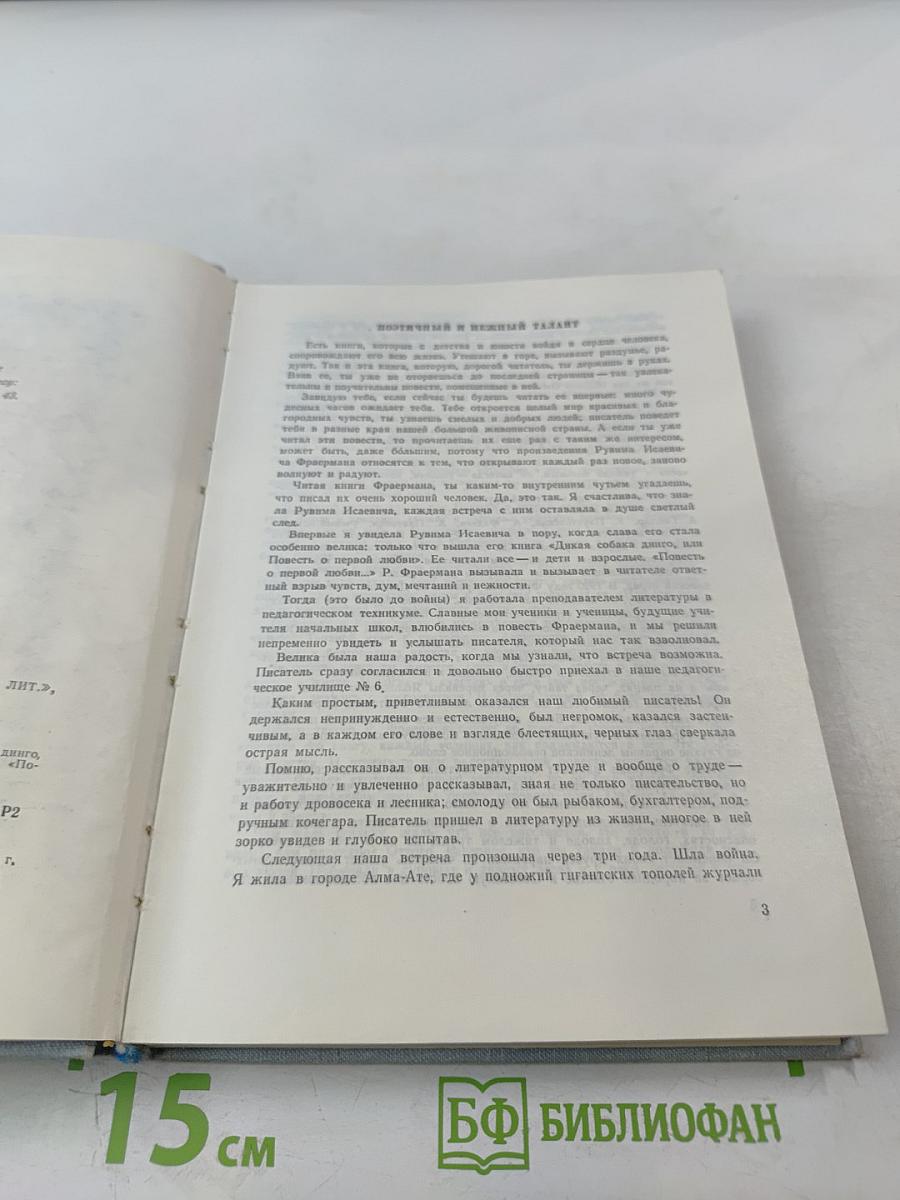 43,
ЛИТ.»,
динго,
«По-
Р2
г.
ПОЭТИЧНЫЙ И НЕЖНЫЙ ТАЛАНТ
Есть книги, которые с детства и юности войдя в сердце человека,
сопровождают его всю жизнь. Утешают в горе, вызывают раздумье, ра-
дуют. Так и эта книга, которую, дорогой читатель, ты держишь в руках.
Взяв ее, ты уже не оторвешься до последней страницы — так увлека-
тельны и поучительны повести, помещенные в ней.
Завидую тебе, если сейчас ты будешь читать ее впервые: много чу-
десных часов ожидает тебя. Тебе откроется целый мир красивых и бла-
городных чувств, ты узнаешь смелых и добрых людей; писатель поведет
тебя в разные края нашей большой живописной страны. А если ты уже
читал эти повести, то прочитаешь их еще раз с таким же интересом,
может быть, даже бо́льшим, потому что произведения Рувима Исаеви-
ча Фраермана относятся к тем, что открывают каждый раз новое, заново
волнуют и радуют.
Читая книги Фраермана, ты каким-то внутренним чутьем угадаешь,
что писал их очень хороший человек. Да, это так. Я счастлива, что зна-
ла Рувима Исаевича, каждая встреча с ним оставляла в душе светлый
след.
Впервые я увидела Рувима Исаевича в пору, когда слава его стала
особенно велика: только что вышла его книга «Дикая собака динго, или
Повесть о первой любви». Ее читали все — и дети и взрослые. «Повесть
о первой любви...» Р. Фраермана вызывала и вызывает в читателе ответ-
ный взрыв чувств, дум, мечтаний и нежности.
Тогда (это было до войны) я работала преподавателем литературы в
педагогическом техникуме. Славные мои ученики и ученицы, будущие учи-
теля начальных школ, влюбились в повесть Фраермана, и мы решили
непременно увидеть и услышать писателя, который нас так взволновал.
Велика была наша радость, когда мы узнали, что встреча возможна.
Писатель сразу согласился и довольно быстро приехал в наше педагоги-
ческое училище № 6.
Каким простым, приветливым оказался наш любимый писатель! Он
держался непринужденно и естественно, был негромок, казался застен-
чивым, а в каждом его слове и взгляде блестящих, черных глаз сверкала
острая мысль.
Помню, рассказывал он о литературном труде и вообще о труде —
уважительно и увлеченно рассказывал, зная не только писательство, но
и работу дровосека и лесника; смолоду он был рыбаком, бухгалтером, под-
ручным кочегара. Писатель пришел в литературу из жизни, многое в ней
зорко увидев и глубоко испытав.
Следующая наша встреча произошла через три года. Шла война.
Я жила в городе Алма-Ате, где у подножий гигантских тополей журчали
3
15 см
БФ БИБЛИОФАН